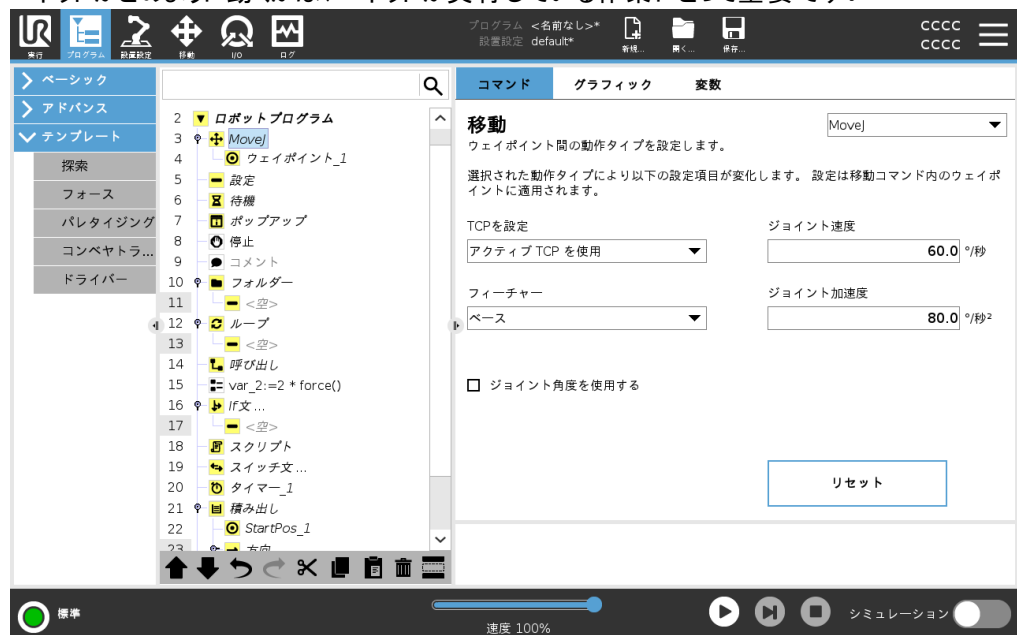 UR
実行
プログラム
設置設定
移動
I/O
ログ
プログラム <名前なし>*
設置設定 default*
新規...
開く...
保存...
cccc
cccc
ベーシック
アドバンス
テンプレート
探索
フォース
パレタイジング
コンベヤトラ...
ドライバー
2 ロボットプログラム
3 MoveJ
4 ウェイポイント_1
5 設定
6 待機
7 ポップアップ
8 停止
9 コメント
10 フォルダー
11 <空>
12 ループ
13 <空>
14 呼び出し
15 var_2:=2 * force()
16 If文...
17 <空>
18 スクリプト
19 スイッチ文...
20 タイマー_1
21 積み出し
22 StartPos_1
23 方向
コマンド グラフィック 変数
移動
MoveJ
ウェイポイント間の動作タイプを設定します。
選択された動作タイプにより以下の設定項目が変化します。 設定は移動コマンド内のウェイポ
イントに適用されます。
TCPを設定
アクティブ TCP を使用
ジョイント速度
60.0 °/秒
フィーチャー
ベース
ジョイント加速度
80.0 °/秒²
ジョイント角度を使用する
リセット
標準
速度 100%
シミュレーション